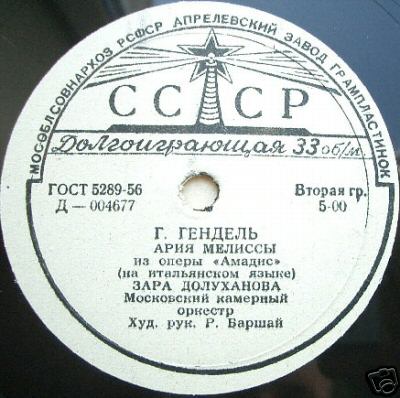 МОСОБЛСОВНАРХОЗ РСФСР АПРЕЛЕВСКИЙ ЗАВОД ГРАМПЛАСТИНОК
СССР
Долгоиграющая 33 об/м
ГОСТ 5289-56
Д — 004677
Вторая гр.
5-00
Г. ГЕНДЕЛЬ
АРИЯ МЕЛИССЫ
из оперы «Амадис»
(на итальянском языке)
ЗАРА ДОЛУХАНОВА
Московский камерный
оркестр
Худ. рук. Р. Баршай